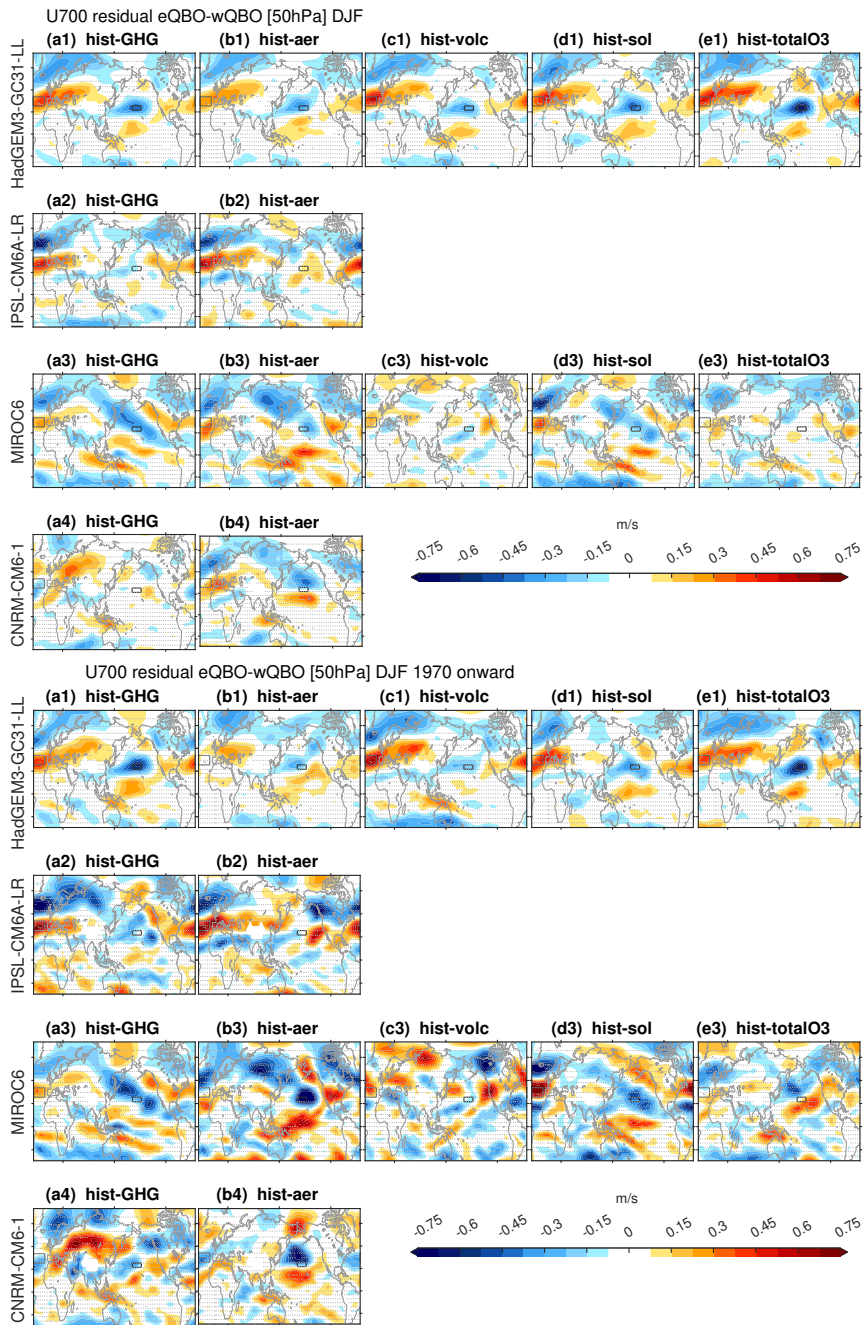 U700 residual eQBO-wQBO [50hPa] DJF
(a1) hist-GHG (b1) hist-aer (c1) hist-volc (d1) hist-sol (e1) hist-totalO3
HadGEM3-GC31-LL
(a2) hist-GHG (b2) hist-aer
IPSL-CM6A-LR
(a3) hist-GHG (b3) hist-aer (c3) hist-volc (d3) hist-sol (e3) hist-totalO3
MIROC6
(a4) hist-GHG (b4) hist-aer
CNRM-CM6-1
m/s
-0.75 -0.6 -0.45 -0.3 -0.15 0 0.15 0.3 0.45 0.6 0.75
U700 residual eQBO-wQBO [50hPa] DJF 1970 onward
(a1) hist-GHG (b1) hist-aer (c1) hist-volc (d1) hist-sol (e1) hist-totalO3
HadGEM3-GC31-LL
(a2) hist-GHG (b2) hist-aer
IPSL-CM6A-LR
(a3) hist-GHG (b3) hist-aer (c3) hist-volc (d3) hist-sol (e3) hist-totalO3
MIROC6
(a4) hist-GHG (b4) hist-aer
CNRM-CM6-1
m/s
-0.75 -0.6 -0.45 -0.3 -0.15 0 0.15 0.3 0.45 0.6 0.75